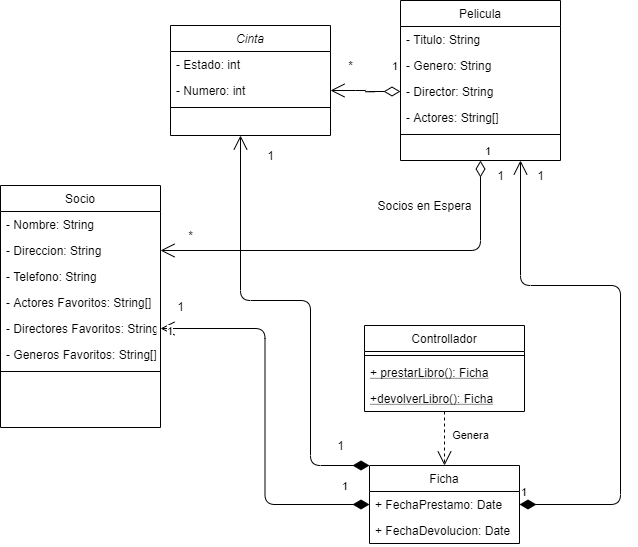 Pelicula
- Titulo: String
- Genero: String
- Director: String
- Actores: String[]
1
1
*
Cinta
- Estado: int
- Numero: int
1
1
1
Socios en Espera
*
Socio
- Nombre: String
- Direccion: String
- Telefono: String
- Actores Favoritos: String[]
- Directores Favoritos: String
- Generos Favoritos: String[]
1
1
Controllador
+ prestarLibro(): Ficha
+devolverLibro(): Ficha
Genera
1
1
1
Ficha
+ FechaPrestamo: Date
+ FechaDevolucion: Date